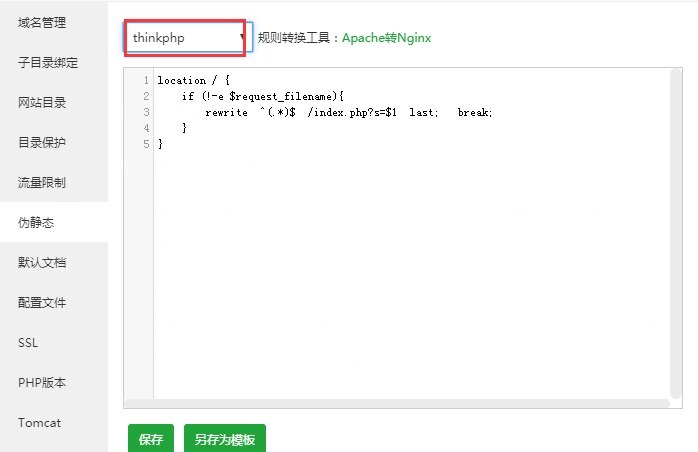 域名管理
子目录绑定
网站目录
目录保护
流量限制
伪静态
默认文档
配置文件
SSL
PHP版本
Tomcat
thinkphp
规则转换工具：Apache转Nginx
1 location / {
2     if (!-e $request_filename){
3         rewrite  ^(.*)$  /index.php?s=$1  last;   break;
4     }
5 }
保存
另存为模板